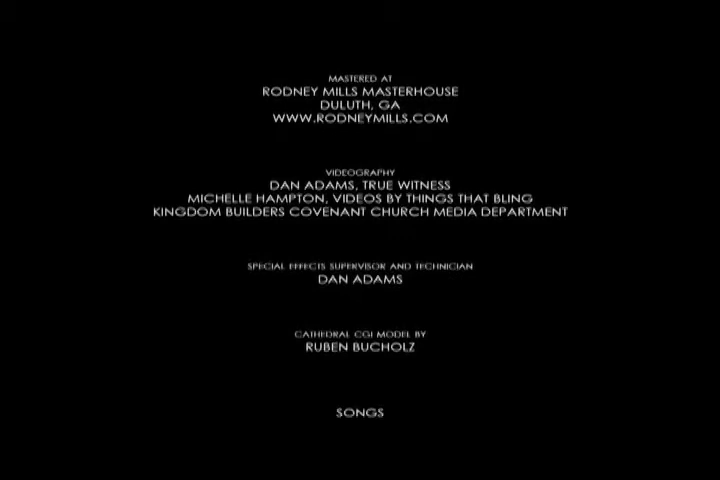 MASTERED AT
RODNEY MILLS MASTERHOUSE
DULUTH, GA
WWW.RODNEYMILLS.COM
VIDEOGRAPHY
DAN ADAMS, TRUE WITNESS
MICHELLE HAMPTON, VIDEOS BY THINGS THAT BLING
KINGDOM BUILDERS COVENANT CHURCH MEDIA DEPARTMENT
SPECIAL EFFECTS SUPERVISOR AND TECHNICIAN
DAN ADAMS
CATHEDRAL CGI MODEL BY
RUBEN BUCHOLZ
SONGS